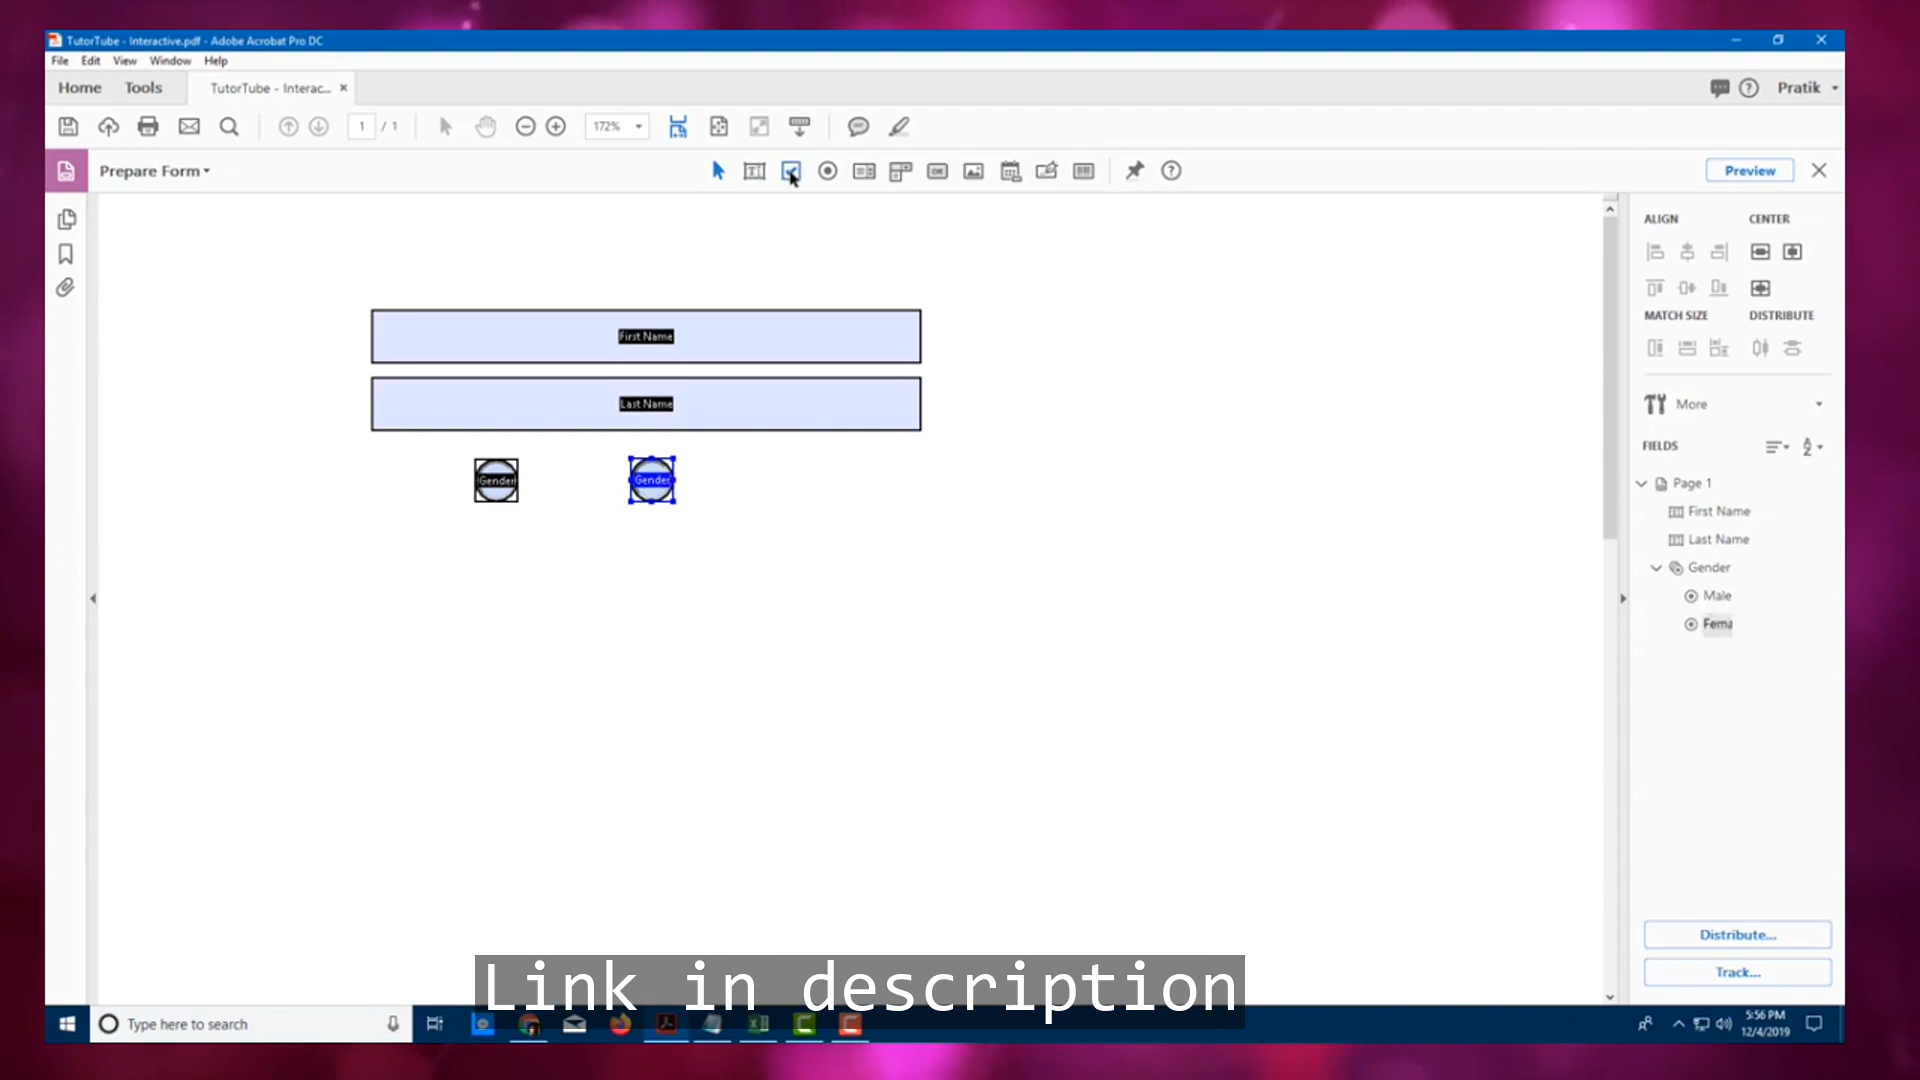 TutorTube - Interactive.pdf - Adobe Acrobat Pro DC
File Edit View Window Help
Home Tools TutorTube - Interac... Pratik
1 / 1 172%
Prepare Form Preview
ALIGN CENTER
MATCH SIZE DISTRIBUTE
More
FIELDS
Page 1
First Name
Last Name
Gender
Male
Fema
First Name
Last Name
Gender Gender
Distribute...
Track...
Link in description
Type here to search
5:56 PM
12/4/2019